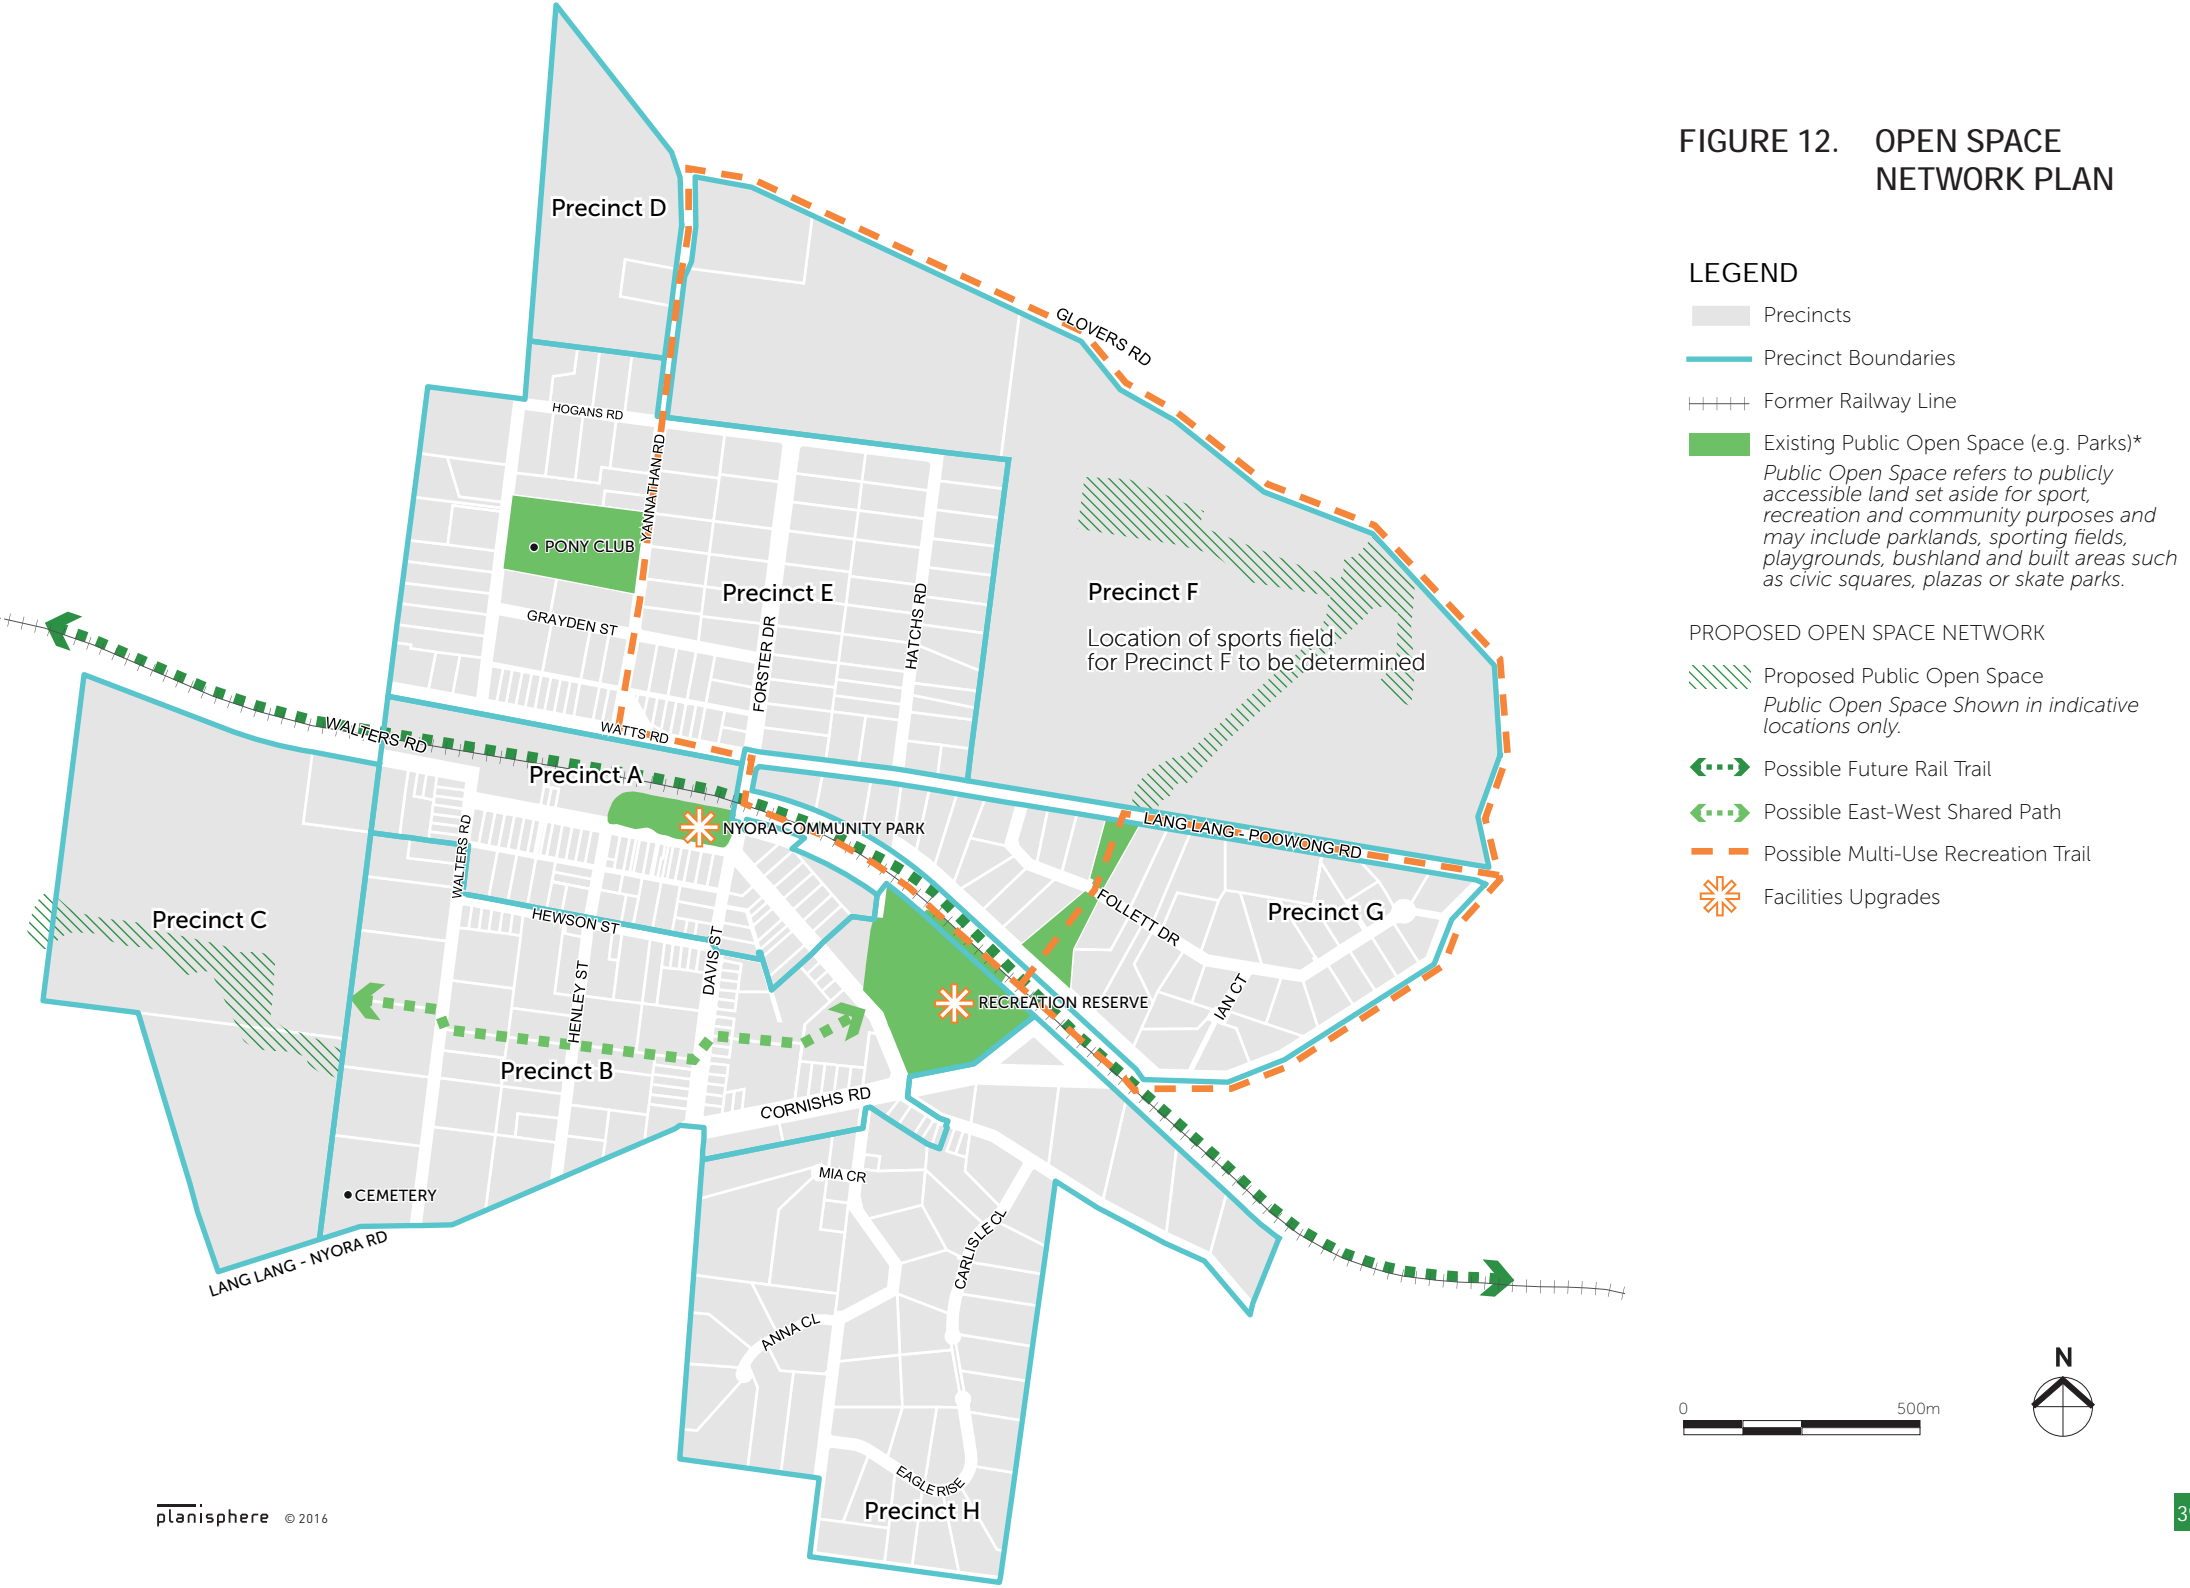 FIGURE 12. OPEN SPACE
NETWORK PLAN
LEGEND
Precincts
Precinct Boundaries
Former Railway Line
Existing Public Open Space (e.g. Parks)*
Public Open Space refers to publicly
accessible land set aside for sport,
recreation and community purposes and
may include parklands, sporting fields,
playgrounds, bushland and built areas such
as civic squares, plazas or skate parks.
PROPOSED OPEN SPACE NETWORK
Proposed Public Open Space
Public Open Space Shown in indicative
locations only.
Possible Future Rail Trail
Possible East-West Shared Path
Possible Multi-Use Recreation Trail
Facilities Upgrades
Precinct D
GLOVERS RD
HOGANS RD
YANNATHAN RD
PONY CLUB
Precinct E
Precinct F
GRAYDEN ST
FORSTER DR
HATCHS RD
Location of sports field
for Precinct F to be determined
WALTERS RD
WATTS RD
Precinct A
NYORA COMMUNITY PARK
LANG LANG - POOWONG RD
WALTERS RD
Precinct C
HEWSON ST
FOLLETT DR
Precinct G
DAVIS ST
HENLEY ST
RECREATION RESERVE
IAN CT
Precinct B
CORNISHS RD
MIA CR
CEMETERY
LANG LANG - NYORA RD
CARLISLE CL
ANNA CL
EAGLE RISE
Precinct H
0 500m
N
planisphere © 2016